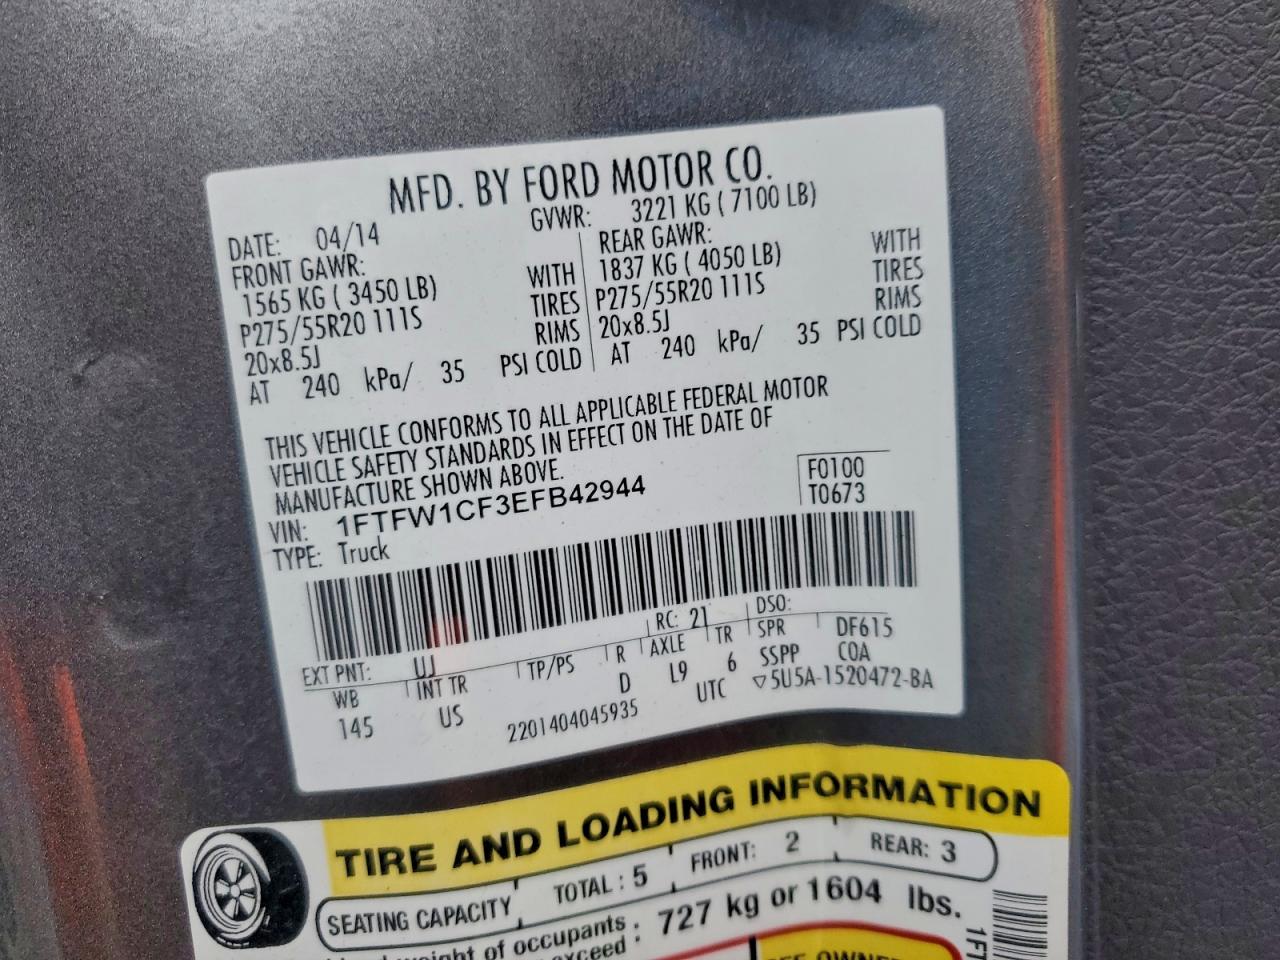 MFD. BY FORD MOTOR CO.
DATE: 04/14 GVWR: 3221 KG ( 7100 LB)
FRONT GAWR: REAR GAWR:
1565 KG ( 3450 LB) WITH 1837 KG ( 4050 LB) WITH
P275/55R20 111S TIRES P275/55R20 111S TIRES
20x8.5J RIMS 20x8.5J RIMS
AT 240 kPa/ 35 PSI COLD AT 240 kPa/ 35 PSI COLD
THIS VEHICLE CONFORMS TO ALL APPLICABLE FEDERAL MOTOR
VEHICLE SAFETY STANDARDS IN EFFECT ON THE DATE OF
MANUFACTURE SHOWN ABOVE.
VIN: 1FTFW1CF3EFB42944 F0100
TYPE: Truck T0673
EXT PNT: UJ RC: 21 DSO:
WB INT TR TP/PS R AXLE TR SPR DF615
145 US D L9 6 SSPP COA
2201404045935 UTC ▽5U5A-1520472-BA
TIRE AND LOADING INFORMATION
SEATING CAPACITY TOTAL : 5 FRONT: 2 REAR: 3
of occupants : 727 kg or 1604 lbs.
exceed
OWNER
1FT